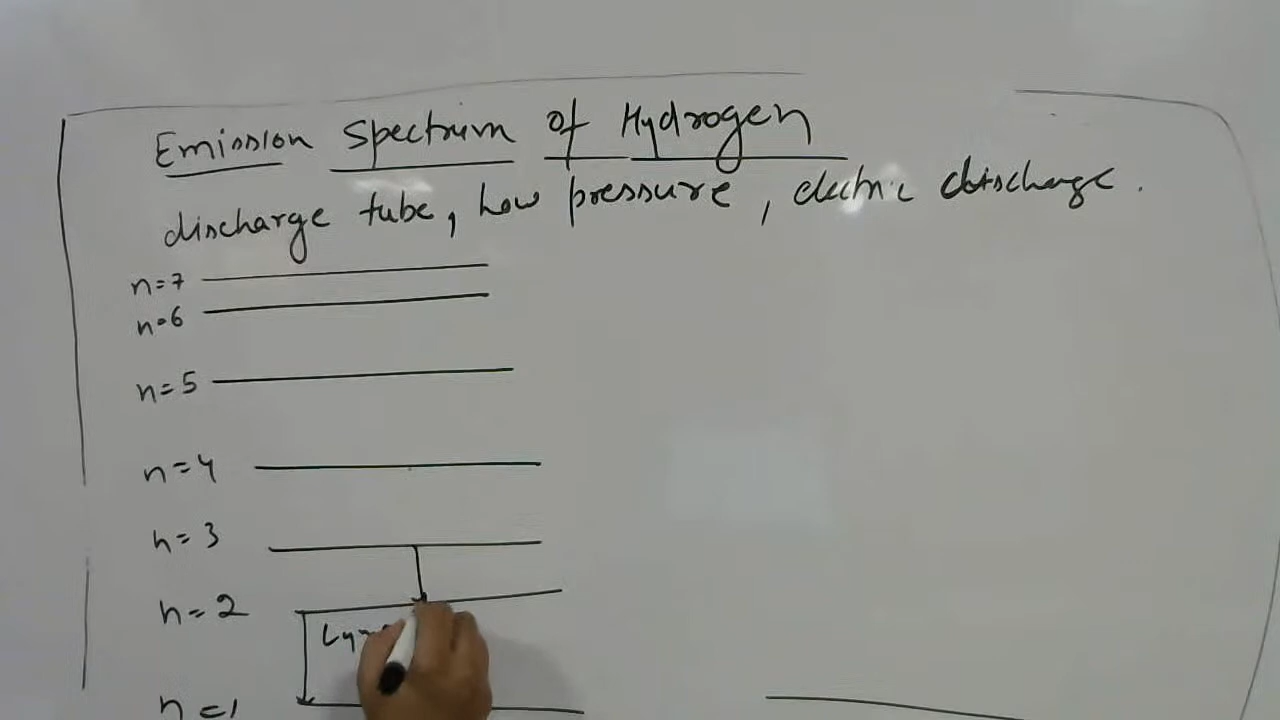 Emission Spectrum of Hydrogen
discharge tube, low pressure, electric discharge.
n=7
n=6
n=5
n=4
n=3
n=2
n=1